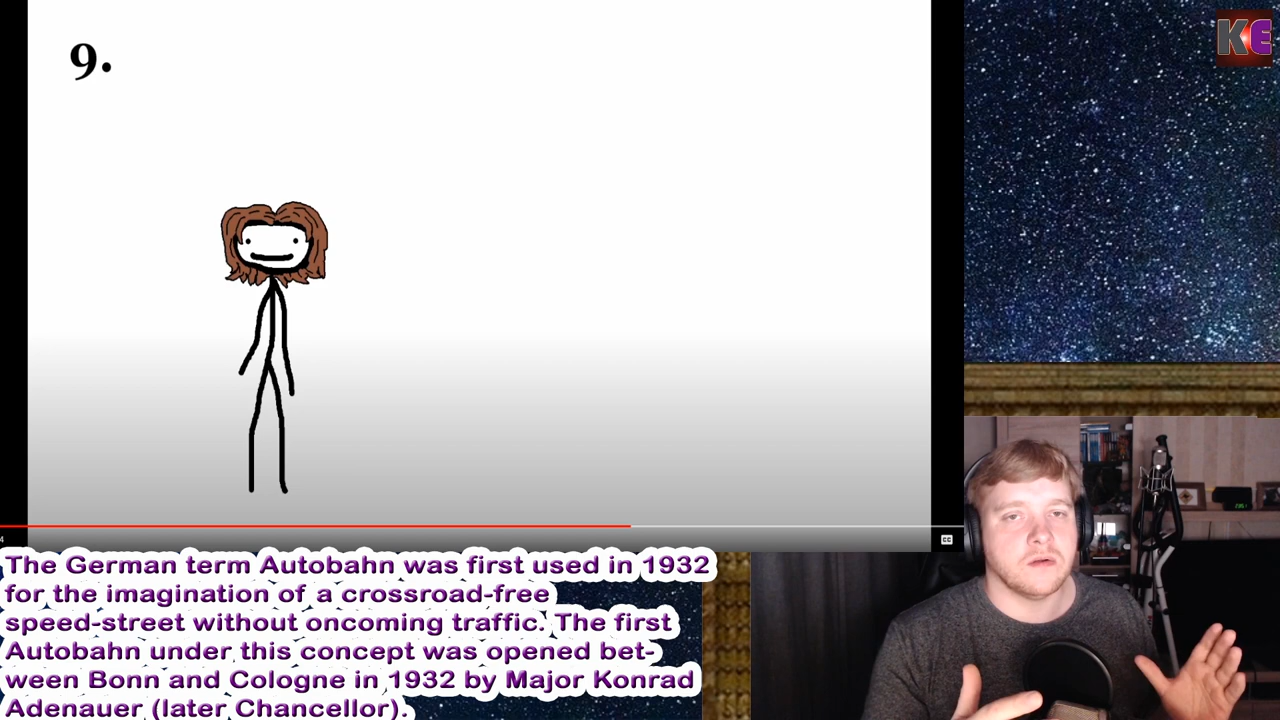 9.
KE
4
CC
The German term Autobahn was first used in 1932
for the imagination of a crossroad-free
speed-street without oncoming traffic. The first
Autobahn under this concept was opened bet-
ween Bonn and Cologne in 1932 by Major Konrad
Adenauer (later Chancellor).